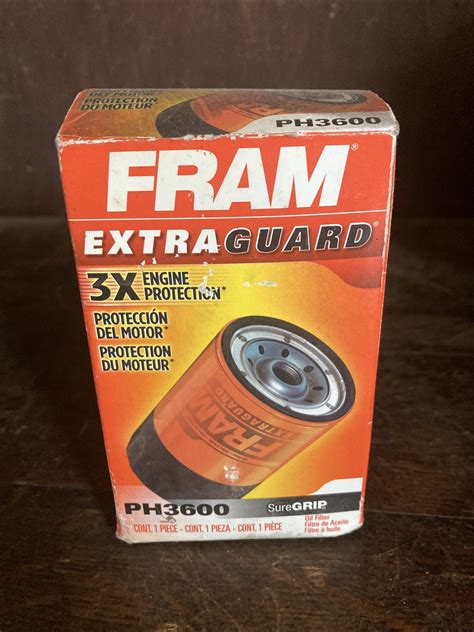 PROTECTION
DU MOTEUR*
PH3600
FRAM®
EXTRAGUARD®
3X ENGINE
PROTECTION*
PROTECCIÓN
DEL MOTOR*
PROTECTION
DU MOTEUR*
FRAM
EXTRAGUARD
PH3600
SureGRIP®
CONT. 1 PIECE - CONT. 1 PIEZA - CONT. 1 PIÈCE
Oil Filter
Filtro de Aceite
Filtre à huile